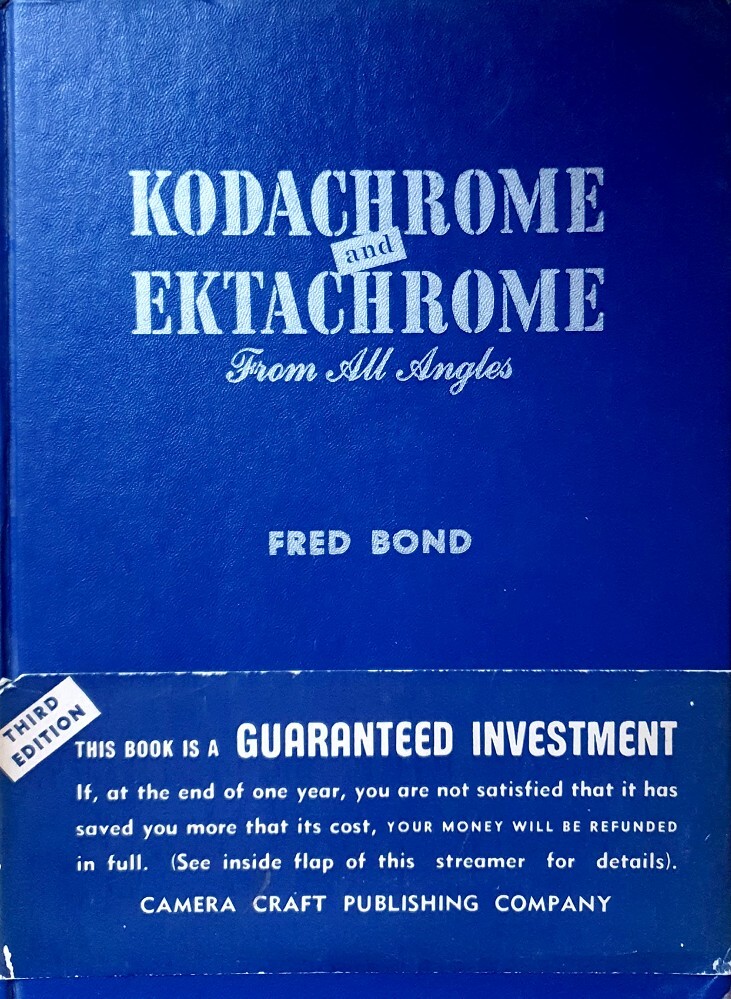 KODACHROME
and
EKTACHROME
From All Angles
FRED BOND
THIRD
EDITION
THIS BOOK IS A GUARANTEED INVESTMENT
If, at the end of one year, you are not satisfied that it has
saved you more that its cost, YOUR MONEY WILL BE REFUNDED
in full. (See inside flap of this streamer for details).
CAMERA CRAFT PUBLISHING COMPANY